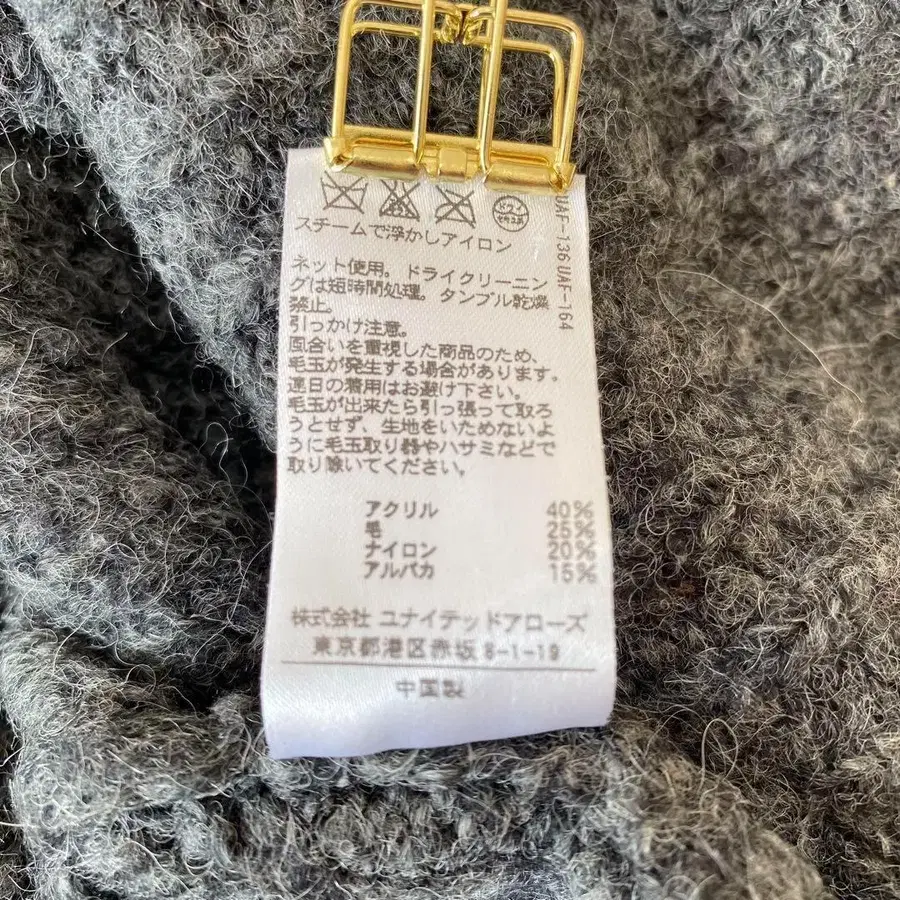 スチームで浮かしアイロン
ネット使用。ドライクリーニン
グは短時間処理。タンブル乾燥
禁止。
引っかけ注意。
風合いを重視した商品のため、
毛玉が発生する場合があります。
連日の着用はお避け下さい。
毛玉が出来たら引っ張って取ろ
うとせず、生地をいためないよ
うに毛玉取り器やハサミなどで
取り除いてください。
アクリル 40%
毛 25%
ナイロン 20%
アルパカ 15%
株式会社 ユナイテッドアローズ
東京都港区赤坂 8-1-19
中国製
UAF-136 UAF-164